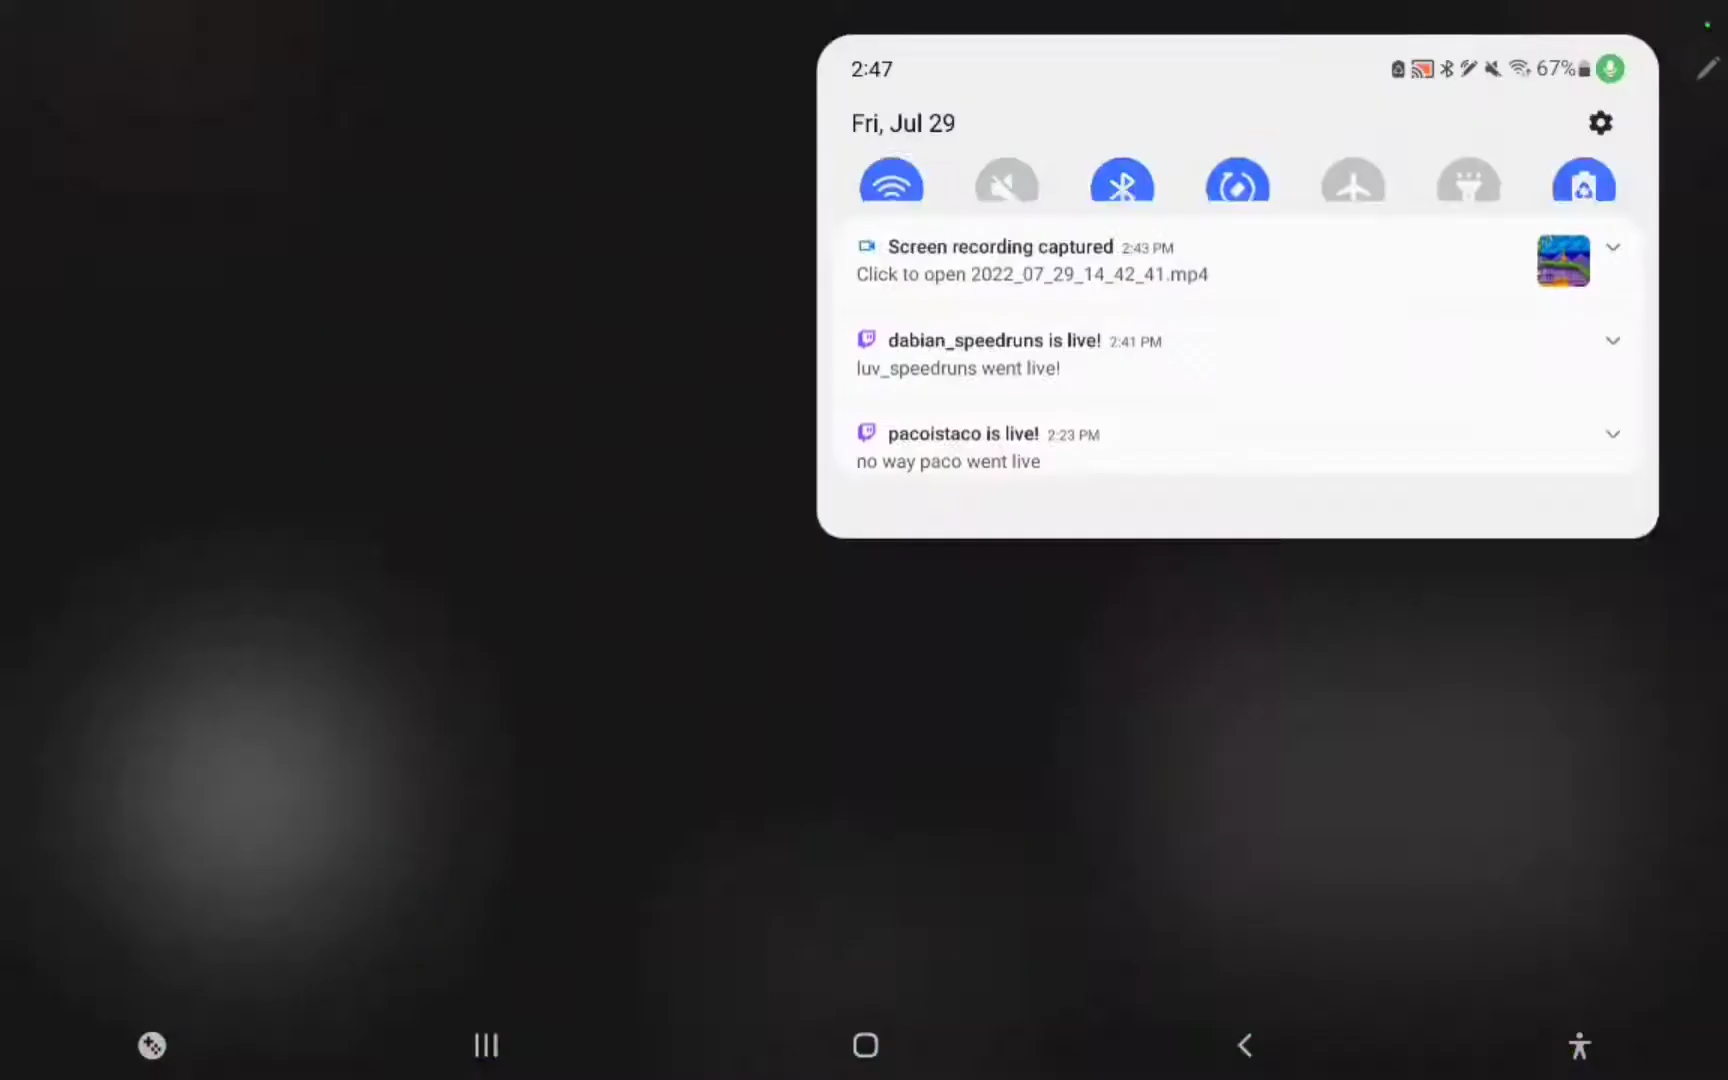 2:47
67%
Fri, Jul 29
Screen recording captured 2:43 PM
Click to open 2022_07_29_14_42_41.mp4
dabian_speedruns is live! 2:41 PM
luv_speedruns went live!
pacoistaco is live! 2:23 PM
no way paco went live